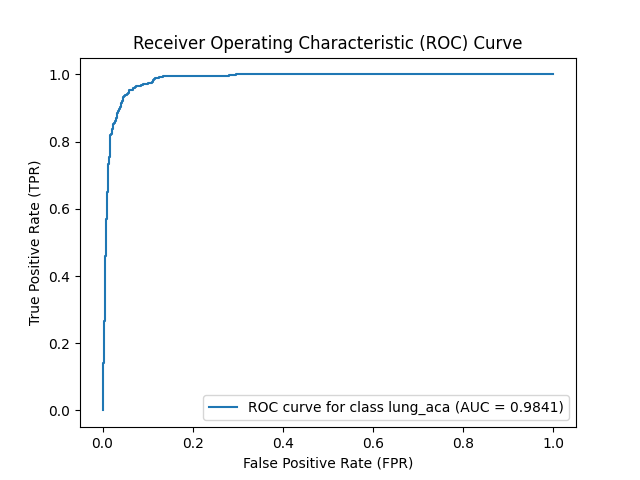 Receiver Operating Characteristic (ROC) Curve
1.0
0.8
0.6
0.4
0.2
0.0
True Positive Rate (TPR)
ROC curve for class lung_aca (AUC = 0.9841)
0.0 0.2 0.4 0.6 0.8 1.0
False Positive Rate (FPR)